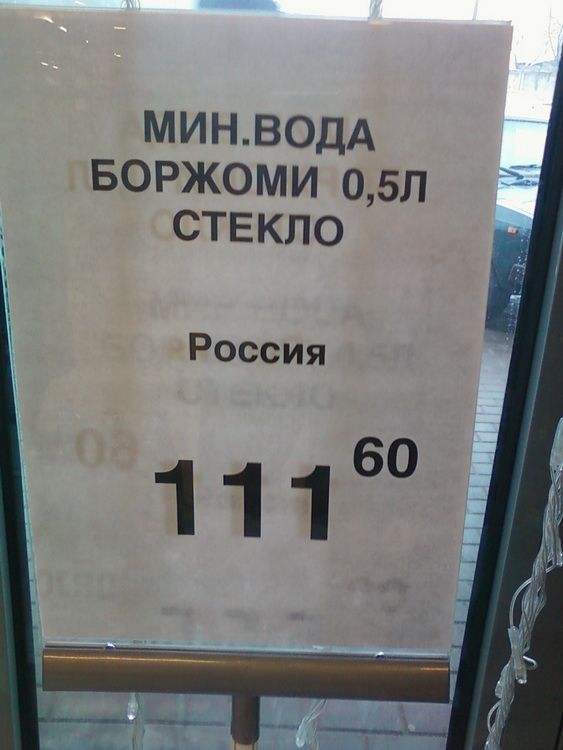 МИН.ВОДА
БОРЖОМИ 0,5Л
СТЕКЛО
Россия
111 60